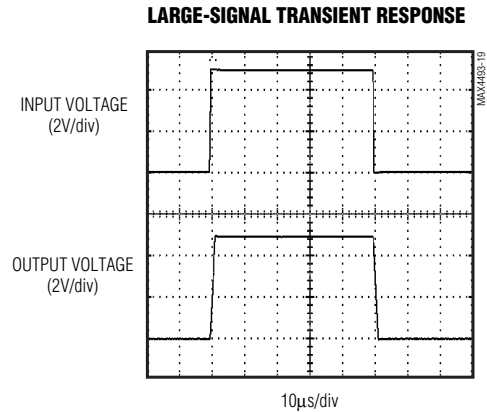 LARGE-SIGNAL TRANSIENT RESPONSE
MAX4493-19
INPUT VOLTAGE
(2V/div)
OUTPUT VOLTAGE
(2V/div)
10µs/div